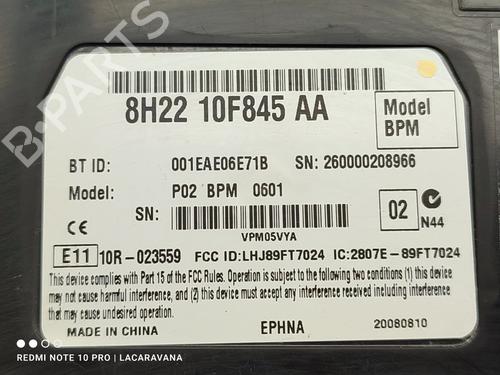 8H22 10F845 AA
Model
BPM
BT ID: 001EAE06E71B SN: 260000208966
Model: P02 BPM 0601
SN:
VPM05VYA
02
N44
E11 10R-023559 FCC ID:LHJ89FT7024 IC:2807E-89FT7024
This device complies with Part 15 of the FCC Rules. Operation is subject to the following two conditions (1) this device
may not cause harmful interference, and (2) this device must accept any interference received including interference
that may cause undesired operation.
MADE IN CHINA EPHNA 20080810
B-PARTS
REDMI NOTE 10 PRO | LACARAVANA